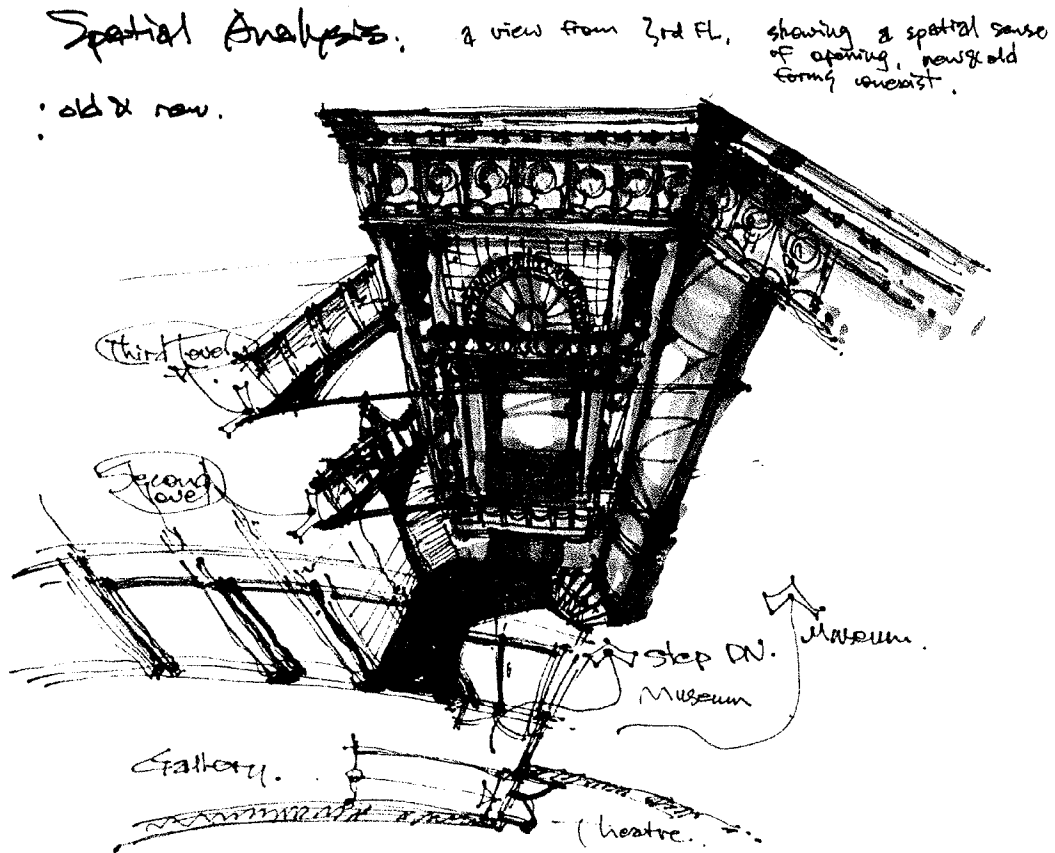 Spatial Analysis.
a view from 3rd FL, showing a spatial sense
of opening, new & old
forms coexist.
: old & new.
Third Level
Second
Level
Step DN.
Museum
Museum.
Gallery.
Theatre.